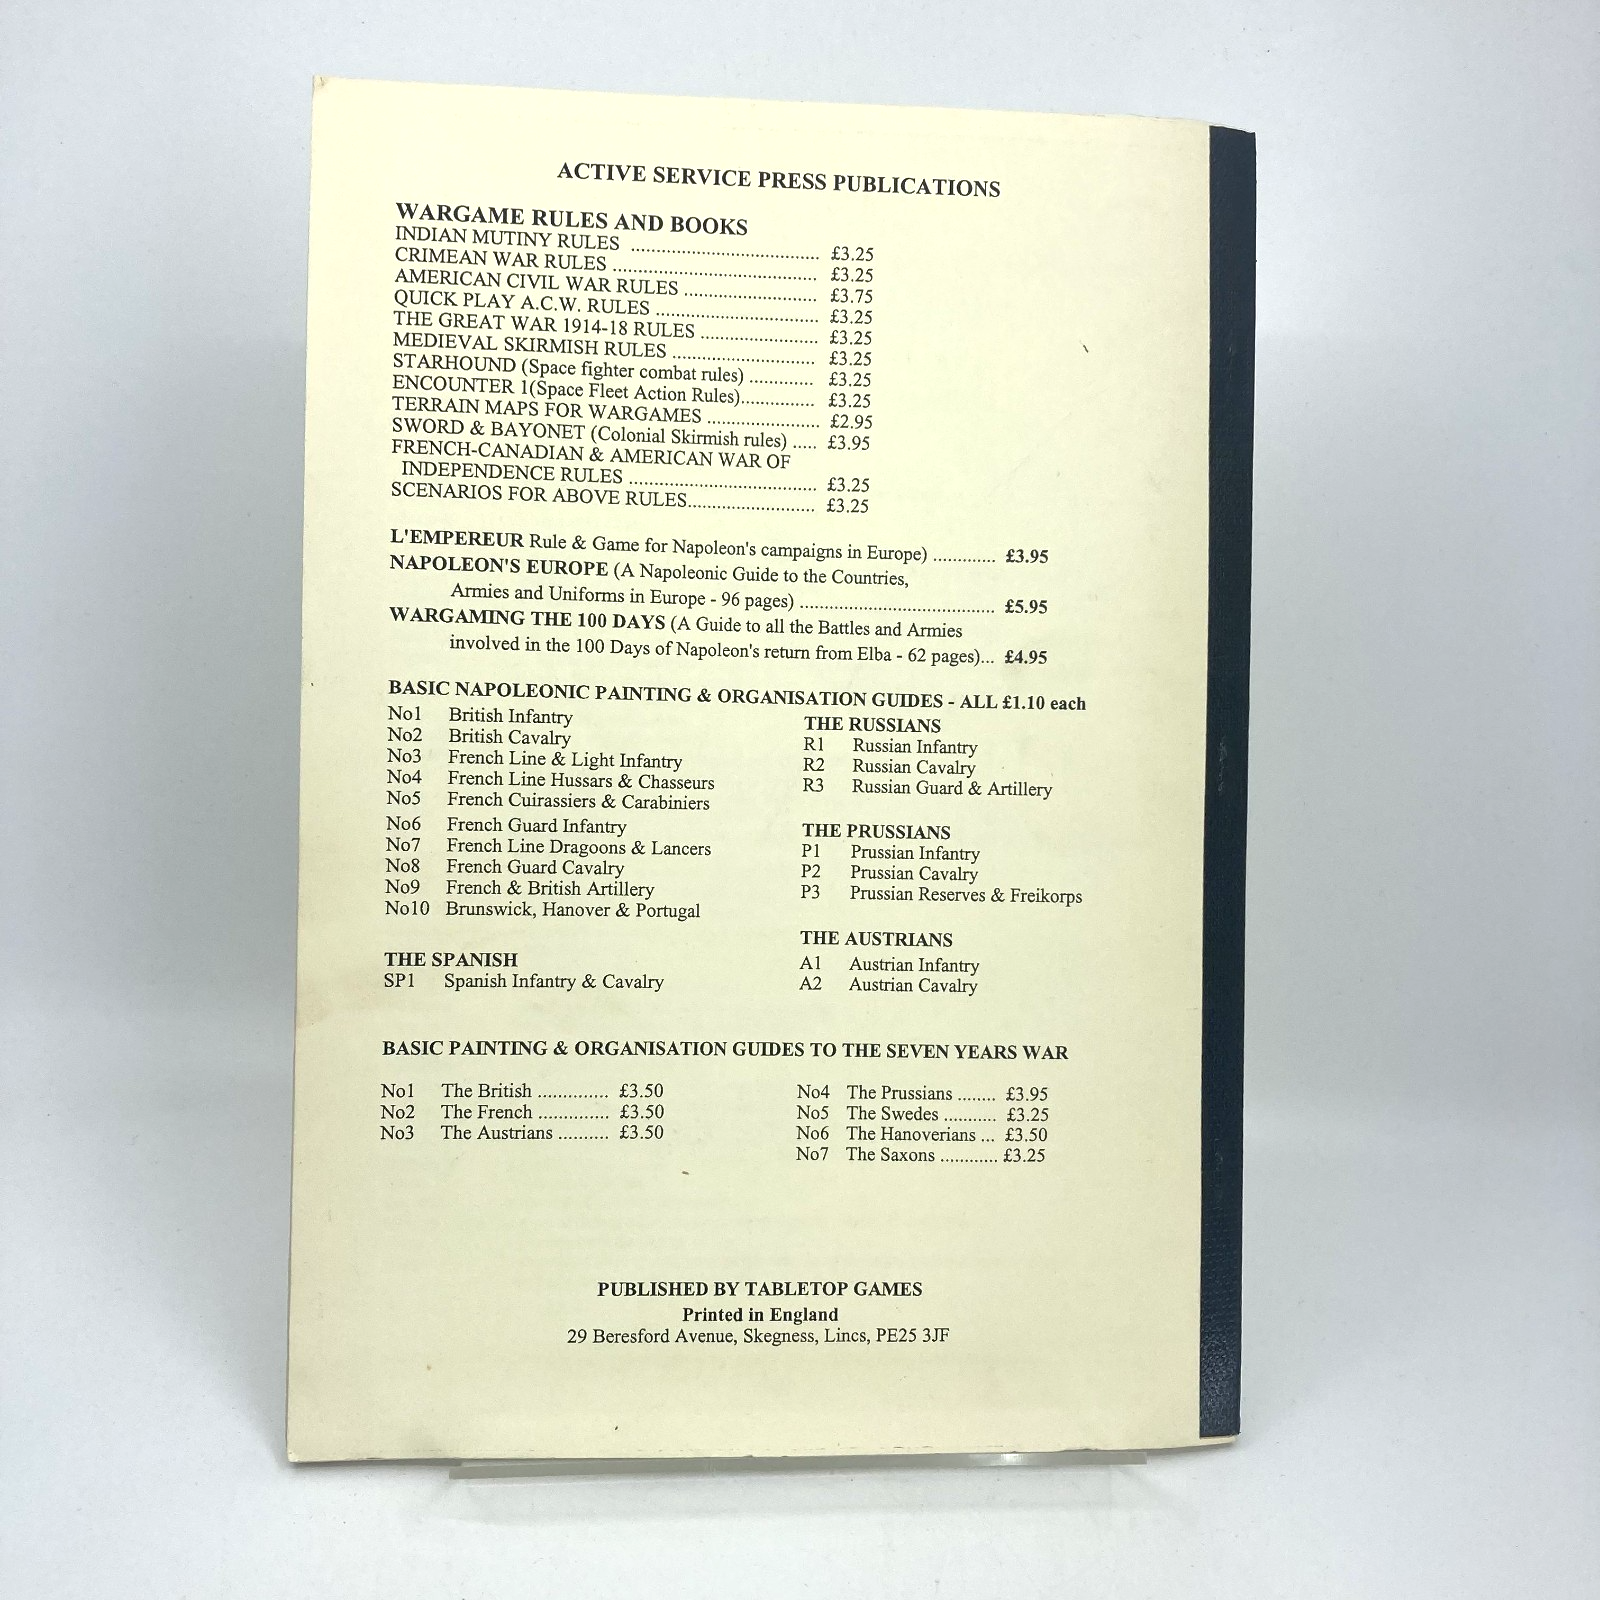 ACTIVE SERVICE PRESS PUBLICATIONS
WARGAME RULES AND BOOKS
INDIAN MUTINY RULES .......................................... £3.25
CRIMEAN WAR RULES ............................................. £3.25
AMERICAN CIVIL WAR RULES ............................. £3.75
QUICK PLAY A.C.W. RULES .................................... £3.25
THE GREAT WAR 1914-18 RULES .......................... £3.25
MEDIEVAL SKIRMISH RULES ................................ £3.25
STARHOUND (Space fighter combat rules) .............. £3.25
ENCOUNTER 1(Space Fleet Action Rules)................ £3.25
TERRAIN MAPS FOR WARGAMES ......................... £2.95
SWORD & BAYONET (Colonial Skirmish rules) ..... £3.95
FRENCH-CANADIAN & AMERICAN WAR OF
INDEPENDENCE RULES .......................................... £3.25
SCENARIOS FOR ABOVE RULES............................ £3.25
L'EMPEREUR Rule & Game for Napoleon's campaigns in Europe) ............ £3.95
NAPOLEON'S EUROPE (A Napoleonic Guide to the Countries,
Armies and Uniforms in Europe - 96 pages) ....................................... £5.95
WARGAMING THE 100 DAYS (A Guide to all the Battles and Armies
involved in the 100 Days of Napoleon's return from Elba - 62 pages)... £4.95
BASIC NAPOLEONIC PAINTING & ORGANISATION GUIDES - ALL £1.10 each
No1 British Infantry
No2 British Cavalry
No3 French Line & Light Infantry
No4 French Line Hussars & Chasseurs
No5 French Cuirassiers & Carabiniers
No6 French Guard Infantry
No7 French Line Dragoons & Lancers
No8 French Guard Cavalry
No9 French & British Artillery
No10 Brunswick, Hanover & Portugal
THE SPANISH
SP1 Spanish Infantry & Cavalry
THE RUSSIANS
R1 Russian Infantry
R2 Russian Cavalry
R3 Russian Guard & Artillery
THE PRUSSIANS
P1 Prussian Infantry
P2 Prussian Cavalry
P3 Prussian Reserves & Freikorps
THE AUSTRIANS
A1 Austrian Infantry
A2 Austrian Cavalry
BASIC PAINTING & ORGANISATION GUIDES TO THE SEVEN YEARS WAR
No1 The British .............. £3.50
No2 The French .............. £3.50
No3 The Austrians .......... £3.50
No4 The Prussians ........ £3.95
No5 The Swedes ........... £3.25
No6 The Hanoverians ... £3.50
No7 The Saxons ............ £3.25
PUBLISHED BY TABLETOP GAMES
Printed in England
29 Beresford Avenue, Skegness, Lincs, PE25 3JF